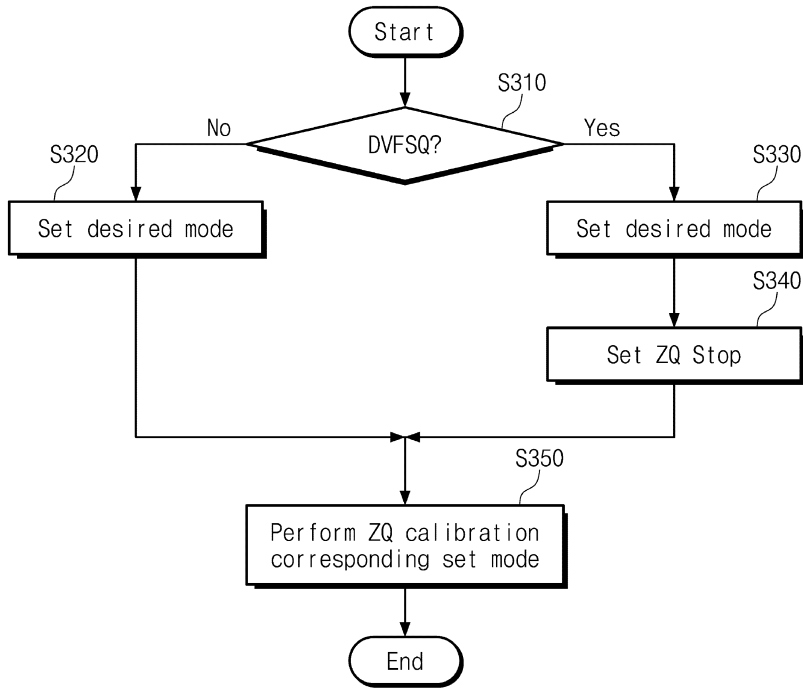 Start
S310
DVFSQ?
No
Yes
S320
Set desired mode
S330
Set desired mode
S340
Set ZQ Stop
S350
Perform ZQ calibration
corresponding set mode
End